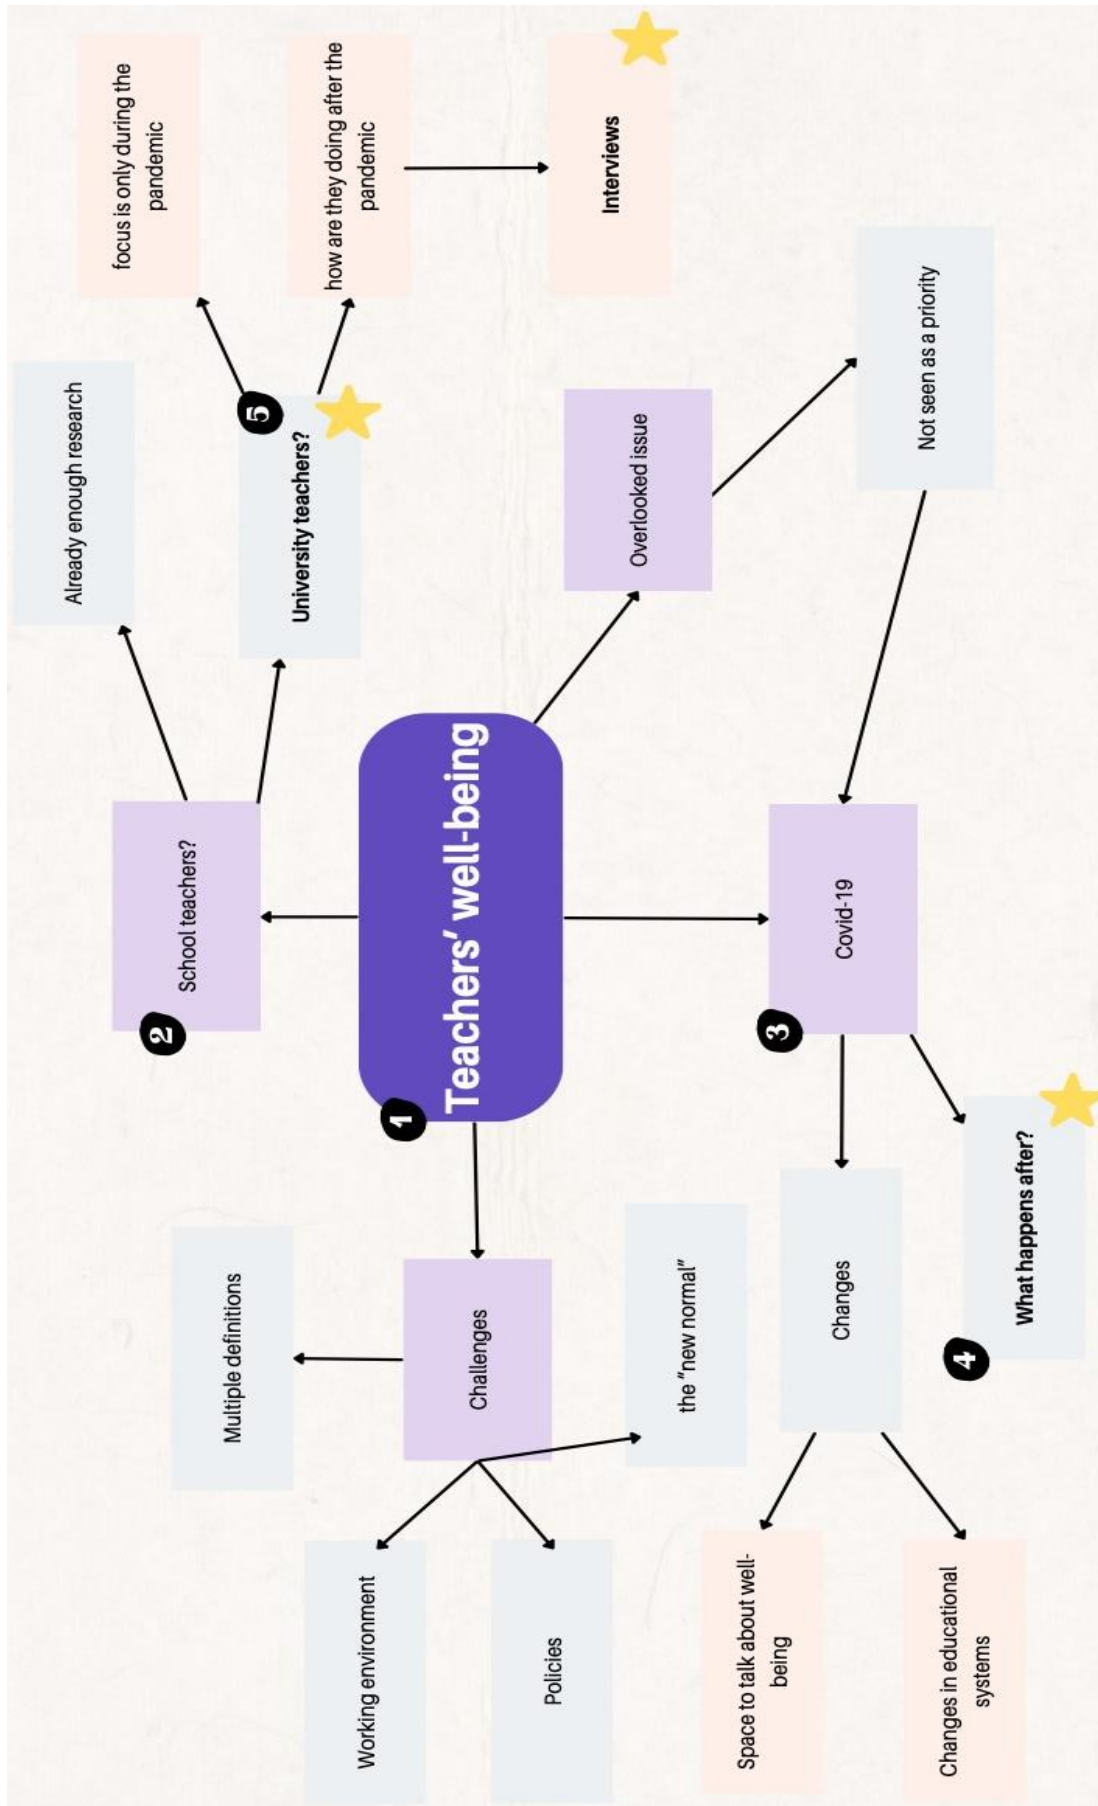 Already enough research
focus is only during the
pandemic
2
School teachers?
Multiple definitions
5
University teachers?
how are they doing after the
pandemic
Working environment
1
Teachers' well-being
Challenges
Policies
Interviews
Overlooked issue
the "new normal"
Space to talk about well-
being
3
Covid-19
Changes
Not seen as a priority
Changes in educational
systems
4
What happens after?